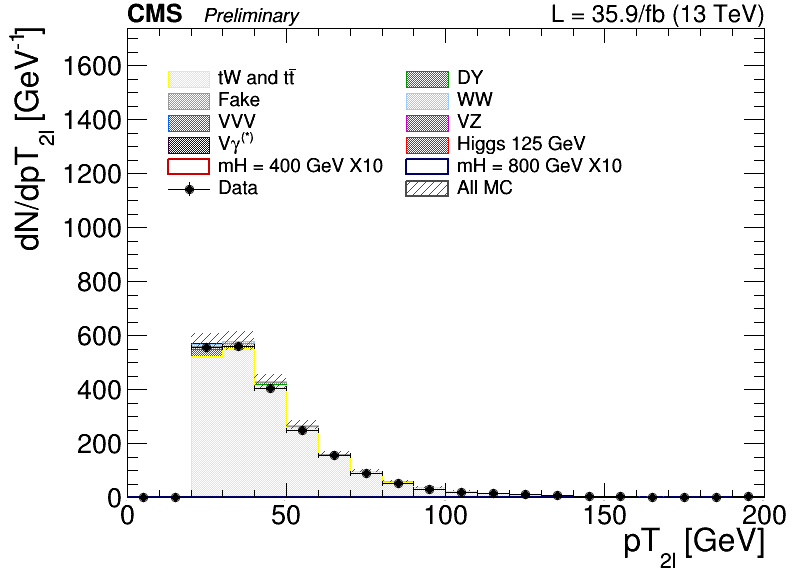 CMS Preliminary L = 35.9/fb (13 TeV)
dN/dpT2l [GeV-1]
1600
1400
1200
1000
800
600
400
200
0
tW and tt̄ DY
Fake WW
VVV VZ
Vγ(*) Higgs 125 GeV
mH = 400 GeV X10 mH = 800 GeV X10
Data All MC
0 50 100 150 200
pT2l [GeV]